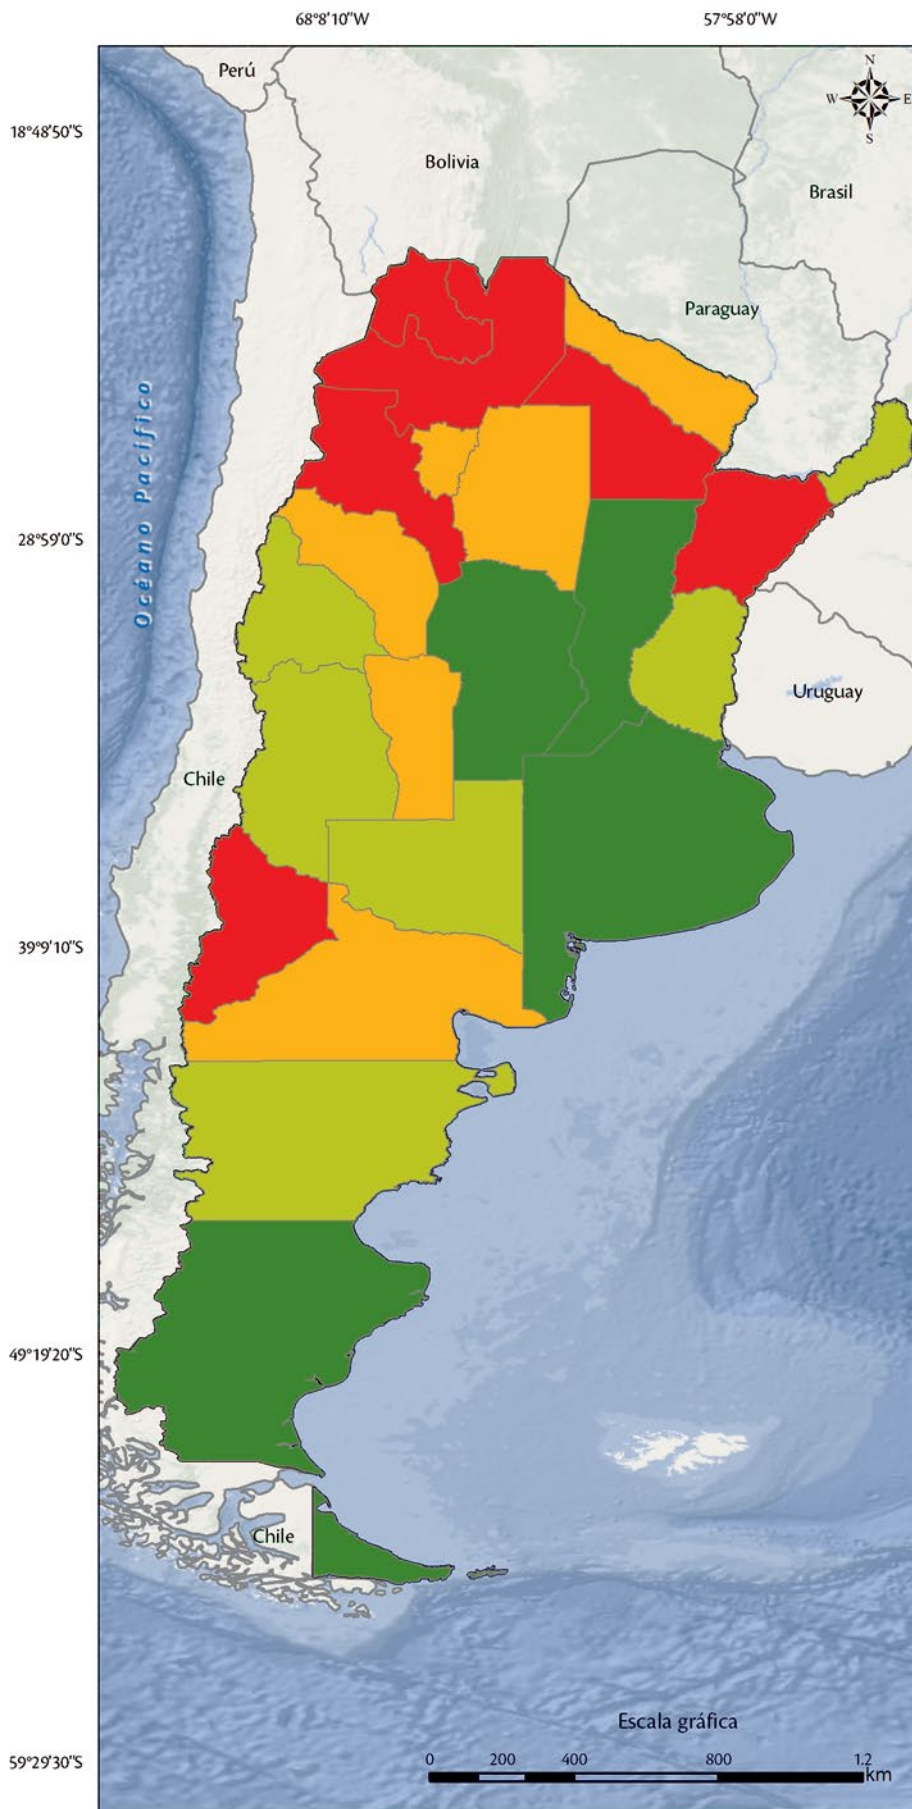 68°8'10"W
57°58'0"W
18°48'50"S
28°59'0"S
39°9'10"S
49°19'20"S
59°29'30"S
N
W
E
S
Perú
Bolivia
Brasil
Paraguay
Océano Pacífico
Uruguay
Chile
Chile
Escala gráfica
0 200 400 800 1.2
km